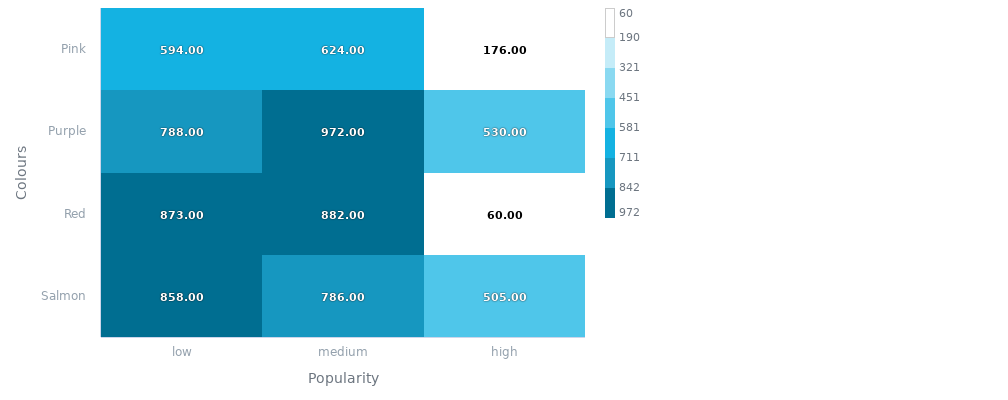 Pink 594.00 624.00 176.00
Purple 788.00 972.00 530.00
Red 873.00 882.00 60.00
Salmon 858.00 786.00 505.00
low medium high
Popularity
Colours
60
190
321
451
581
711
842
972